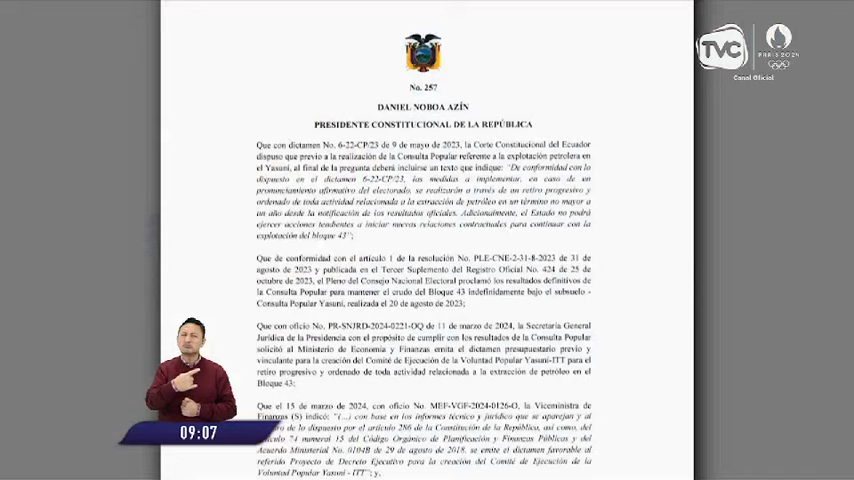 TVC
PARIS 2024
Canal Oficial
No. 257
DANIEL NOBOA AZÍN
PRESIDENTE CONSTITUCIONAL DE LA REPÚBLICA
Que con dictamen No. 6-22-CP/23 de 9 de mayo de 2023, la Corte Constitucional del Ecuador
dispuso que previo a la realización de la Consulta Popular referente a la explotación petrolera en
el Yasuní, al final de la pregunta deberá incluirse un texto que indique: "De conformidad con lo
dispuesto en el dictamen 6-22-CP/23, las medidas a implementar, en caso de un
pronunciamiento afirmativo del electorado, se realizarán a través de un retiro progresivo y
ordenado de toda actividad relacionada a la extracción de petróleo en un término no mayor a
un año desde la notificación de los resultados oficiales. Adicionalmente, el Estado no podrá
ejercer acciones tendientes a iniciar nuevas relaciones contractuales para continuar con la
explotación del bloque 43";
Que de conformidad con el artículo 1 de la resolución No. PLE-CNE-2-31-8-2023 de 31 de
agosto de 2023 y publicada en el Tercer Suplemento del Registro Oficial No. 424 de 25 de
octubre de 2023, el Pleno del Consejo Nacional Electoral proclamó los resultados definitivos de
la Consulta Popular para mantener el crudo del Bloque 43 indefinidamente bajo el subsuelo -
Consulta Popular Yasuní, realizada el 20 de agosto de 2023;
Que con oficio No. PR-SNJRD-2024-0221-OQ de 11 de marzo de 2024, la Secretaría General
Jurídica de la Presidencia con el propósito de cumplir con los resultados de la Consulta Popular
solicitó al Ministerio de Economía y Finanzas emita el dictamen presupuestario previo y
vinculante para la creación del Comité de Ejecución de la Voluntad Popular Yasuní-ITT para el
retiro progresivo y ordenado de toda actividad relacionada a la extracción de petróleo en el
Bloque 43;
Que el 15 de marzo de 2024, con oficio No. MEF-VGF-2024-0126-O, la Viceministra de
Finanzas (S) indicó: "(...) con base en los informes técnico y jurídico que se aparejan y al
de lo dispuesto por el artículo 286 de la Constitución de la República, así como, del
74 numeral 15 del Código Orgánico de Planificación y Finanzas Públicas y del
Acuerdo Ministerial No. 0104B de 29 de agosto de 2018, se emite el dictamen favorable al
referido Proyecto de Decreto Ejecutivo para la creación del Comité de Ejecución de la
Voluntad Popular Yasuní - ITT"; y,
09:07